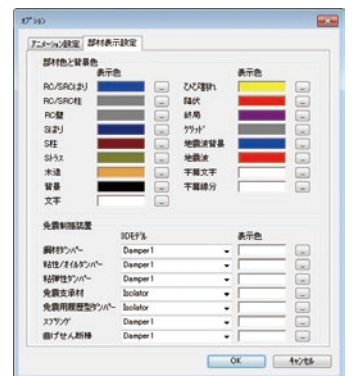 オプション
アニメーション設定 部材表示設定
部材色と背景色
表示色 表示色
RC/SRCはり ひび割れ
RC/SRC柱 降伏
RC壁 終局
Sはり グリッド
S柱 地震波背景
Sトラス 地震波
木造 字幕文字
背景 字幕縁分
文字
免震制振装置
3Dモデル 表示色
鋼材ダンパー Damper1
粘性/オイルダンパー Damper1
粘弾性ダンパー Damper1
免震支承材 Isolator
免震用履歴型ダンパー Isolator
スプリング Damper1
曲げせん断棒 Damper1
OK キャンセル